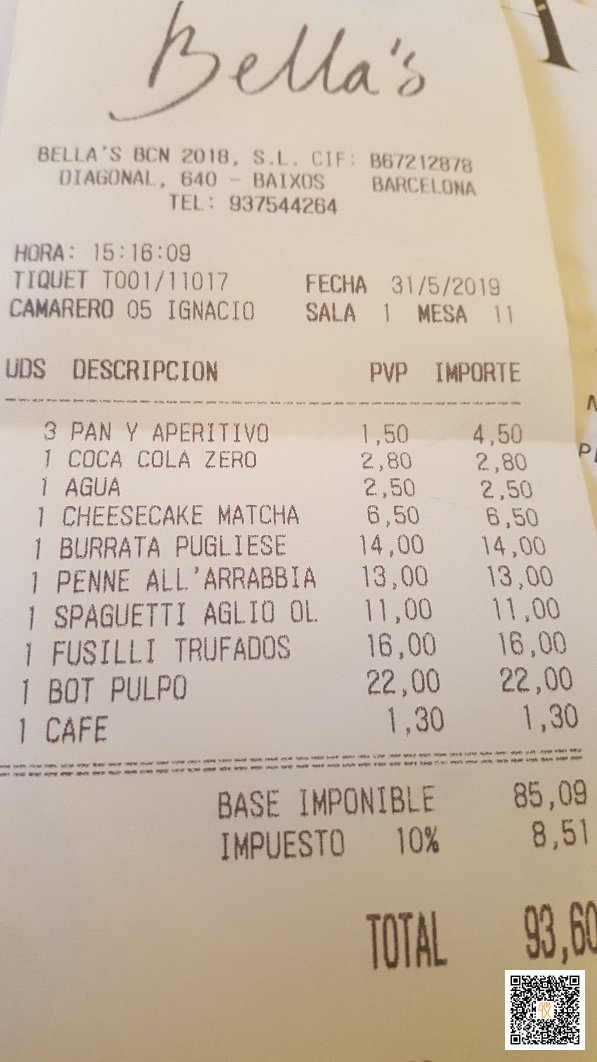 Bella's
BELLA'S BCN 2018, S.L. CIF: B67212878
DIAGONAL, 640 - BAIXOS BARCELONA
TEL: 937544264
HORA: 15:16:09
TIQUET T001/11017 FECHA 31/5/2019
CAMARERO 05 IGNACIO SALA 1 MESA 11
UDS DESCRIPCION PVP IMPORTE
3 PAN Y APERITIVO 1,50 4,50
1 COCA COLA ZERO 2,80 2,80
1 AGUA 2,50 2,50
1 CHEESECAKE MATCHA 6,50 6,50
1 BURRATA PUGLIESE 14,00 14,00
1 PENNE ALL'ARRABBIA 13,00 13,00
1 SPAGUETTI AGLIO OL 11,00 11,00
1 FUSILLI TRUFADOS 16,00 16,00
1 BOT PULPO 22,00 22,00
1 CAFE 1,30 1,30
BASE IMPONIBLE 85,09
IMPUESTO 10% 8,51
TOTAL 93,60